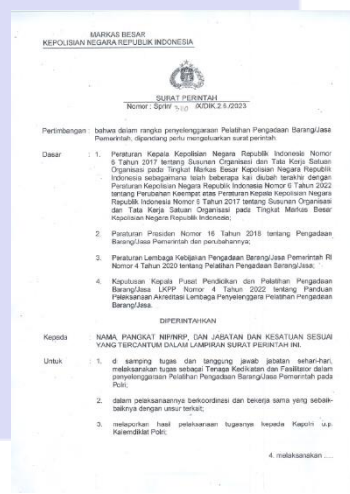 MARKAS BESAR
KEPOLISIAN NEGARA REPUBLIK INDONESIA
SURAT PERINTAH
Nomor : Sprin/ /IX/DIK.2.6./2023
Pertimbangan : bahwa dalam rangka penyelenggaraan Pelatihan Pengadaan Barang/Jasa
Pemerintah, dipandang perlu mengeluarkan surat perintah.
Dasar : 1. Peraturan Kepala Kepolisian Negara Republik Indonesia Nomor
6 Tahun 2017 tentang Susunan Organisasi dan Tata Kerja Satuan
Organisasi pada Tingkat Markas Besar Kepolisian Negara Republik
Indonesia sebagaimana telah beberapa kali diubah terakhir dengan
Peraturan Kepolisian Negara Republik Indonesia Nomor 6 Tahun 2022
tentang Perubahan Keempat atas Peraturan Kepala Kepolisian Negara
Republik Indonesia Nomor 6 Tahun 2017 tentang Susunan Organisasi
dan Tata Kerja Satuan Organisasi pada Tingkat Markas Besar
Kepolisian Negara Republik Indonesia;
2. Peraturan Presiden Nomor 16 Tahun 2018 tentang Pengadaan
Barang/Jasa Pemerintah dan perubahannya;
3. Peraturan Lembaga Kebijakan Pengadaan Barang/Jasa Pemerintah RI
Nomor 4 Tahun 2020 tentang Pelatihan Pengadaan Barang/Jasa;
4. Keputusan Kepala Pusat Pendidikan dan Pelatihan Pengadaan
Barang/Jasa LKPP Nomor 4 Tahun 2022 tentang Panduan
Pelaksanaan Akreditasi Lembaga Penyelenggara Pelatihan Pengadaan
Barang/Jasa.
DIPERINTAHKAN
Kepada : NAMA, PANGKAT NIP/NRP, DAN JABATAN DAN KESATUAN SESUAI
YANG TERCANTUM DALAM LAMPIRAN SURAT PERINTAH INI.
Untuk : 1. di samping tugas dan tanggung jawab jabatan sehari-hari,
melaksanakan tugas sebagai Tenaga Kediklatan dan Fasilitator dalam
penyelenggaraan Pelatihan Pengadaan Barang/Jasa Pemerintah pada
Polri;
2. dalam pelaksanaannya berkoordinasi dan bekerja sama yang sebaik-
baiknya dengan unsur terkait;
3. melaporkan hasil pelaksanaan tugasnya kepada Kapolri u.p.
Kalemdiklat Polri;
4. melaksanakan .....